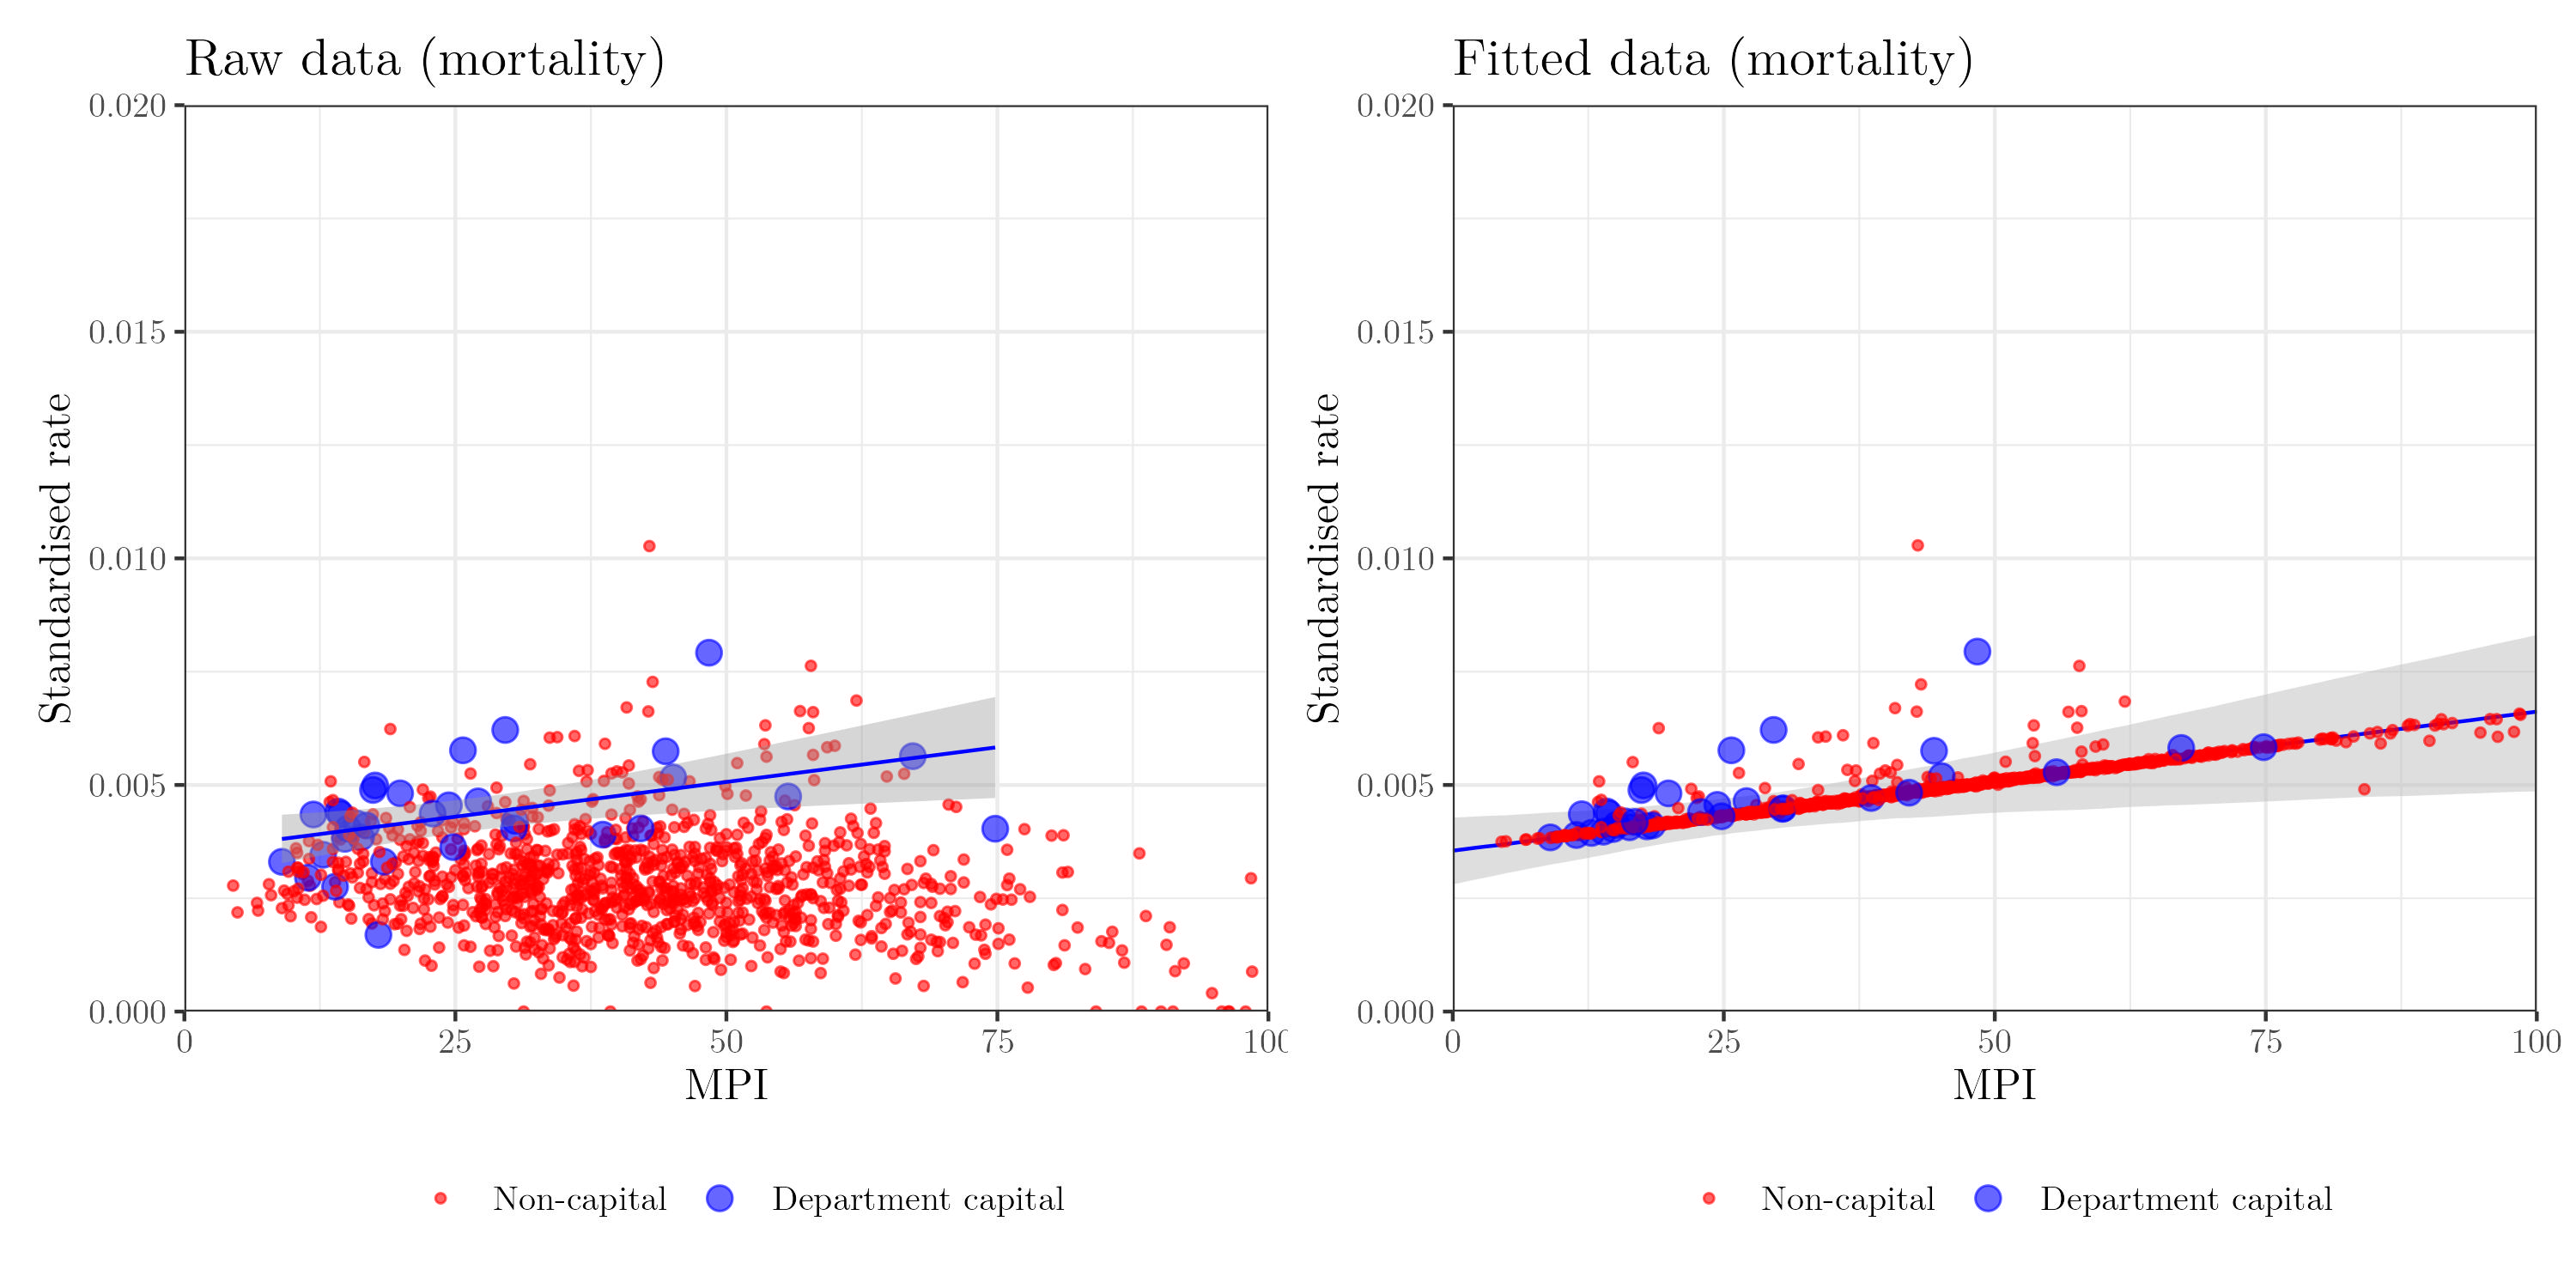 Raw data (mortality)
0.020
0.015
0.010
0.005
0.000
Standardised rate
0 25 50 75 100
MPI
Non-capital Department capital
Fitted data (mortality)
0.020
0.015
0.010
0.005
0.000
Standardised rate
0 25 50 75 100
MPI
Non-capital Department capital